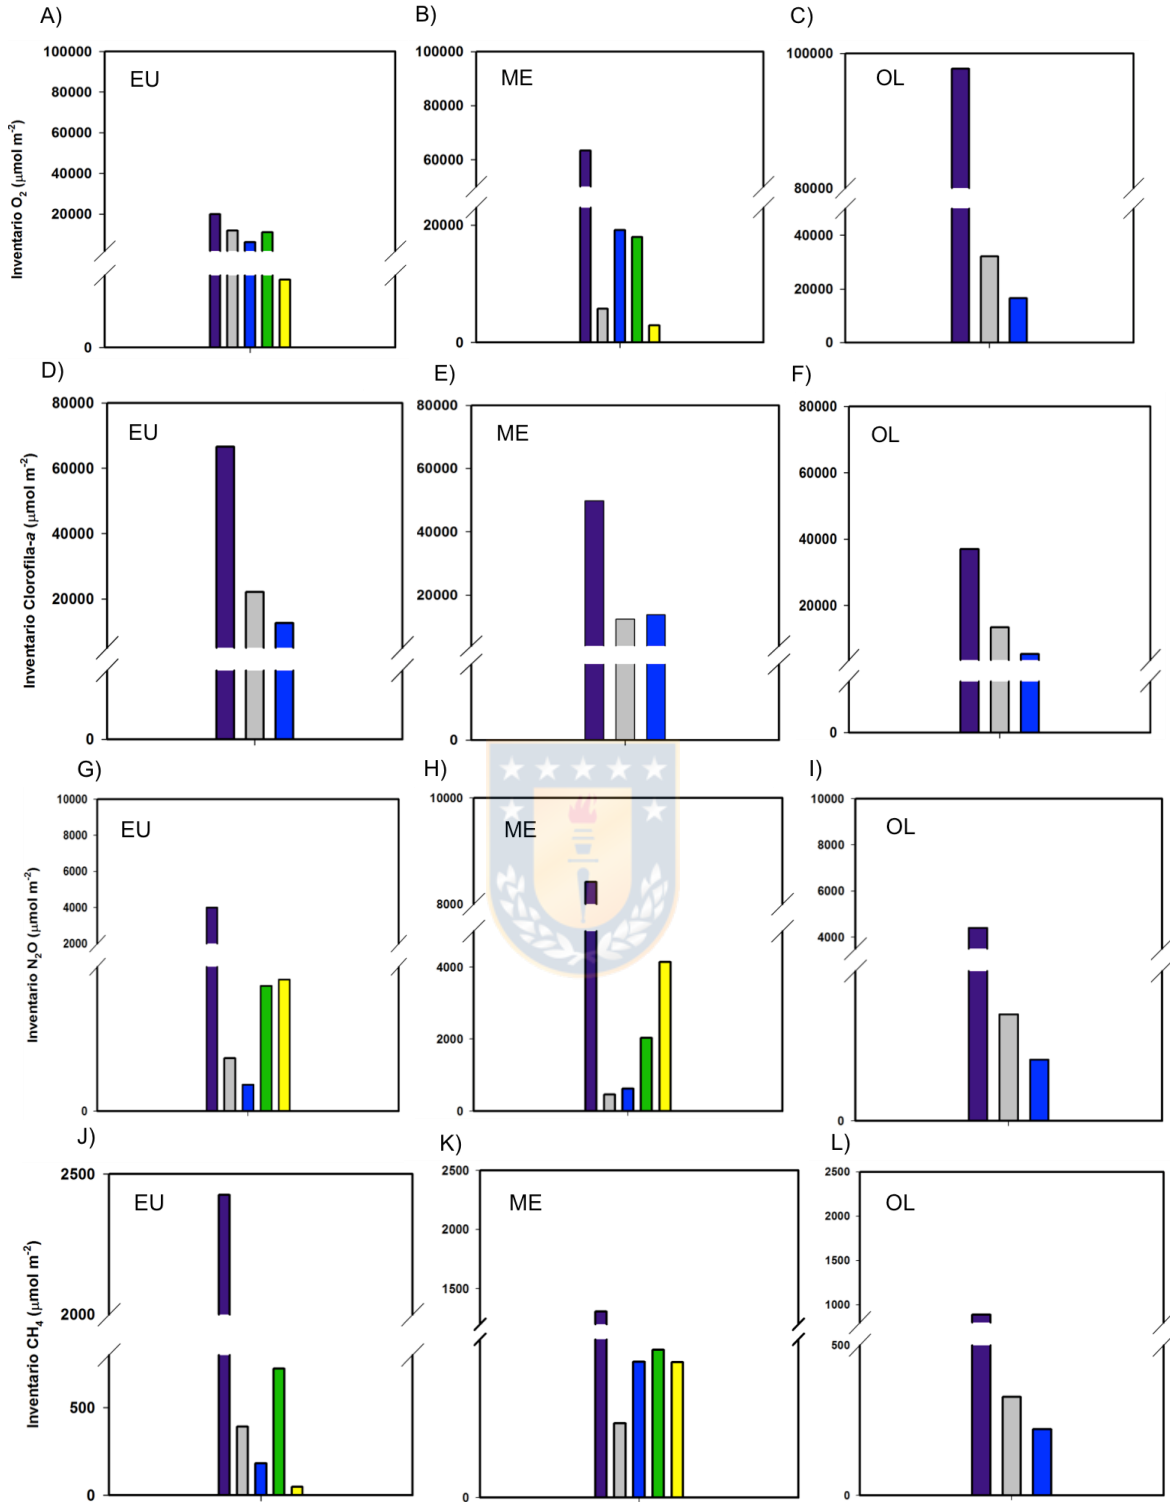 A)
B)
C)
EU
ME
OL
Inventario O2 (μmol m-2)
100000
80000
60000
40000
20000
0
100000
80000
60000
20000
0
100000
80000
40000
20000
0
D)
E)
F)
EU
ME
OL
Inventario Clorofila-a (μmol m-2)
80000
60000
40000
20000
0
80000
60000
40000
20000
0
80000
60000
40000
20000
0
G)
H)
I)
EU
ME
OL
Inventario N2O (μmol m-2)
10000
8000
6000
4000
2000
0
10000
8000
4000
2000
0
10000
8000
6000
4000
0
J)
K)
L)
EU
ME
OL
Inventario CH4 (μmol m-2)
2500
2000
500
0
2500
2000
1500
0
2500
2000
1500
1000
500
0